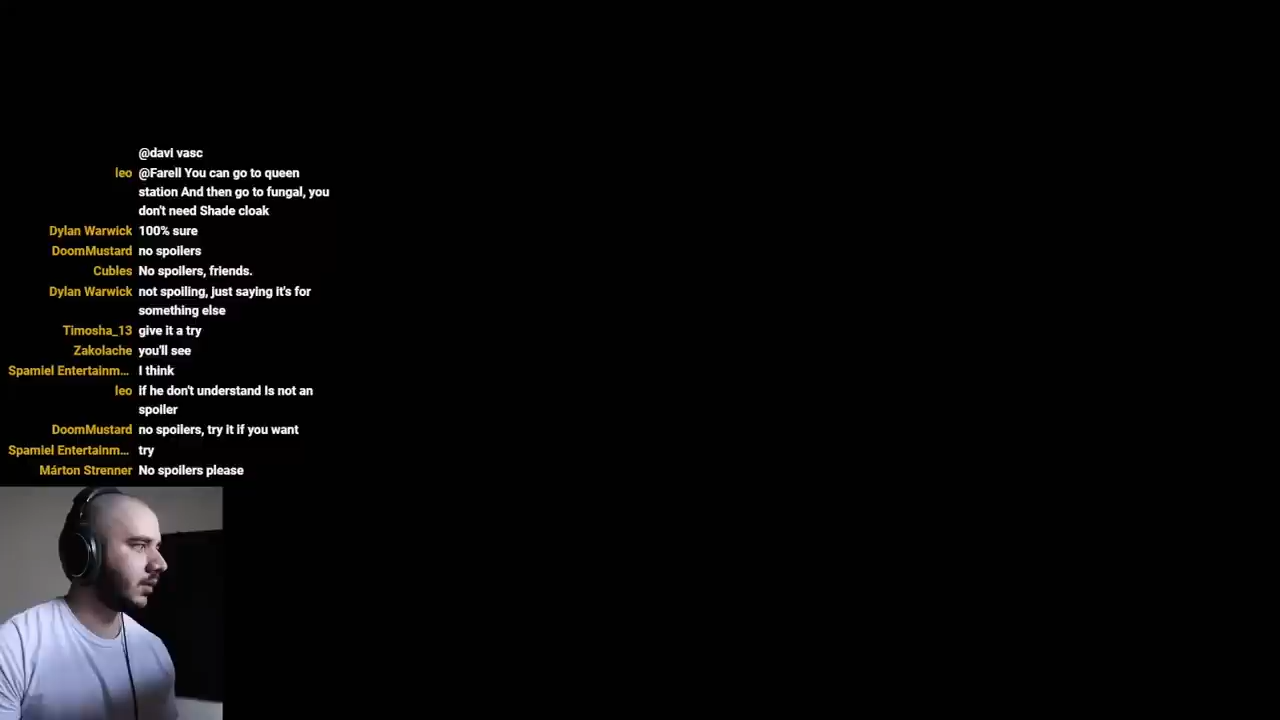 @davi vasc
leo @Farell You can go to queen
station And then go to fungal, you
don't need Shade cloak
Dylan Warwick 100% sure
DoomMustard no spoilers
Cubles No spoilers, friends.
Dylan Warwick not spoiling, just saying it's for
something else
Timosha_13 give it a try
Zakolache you'll see
Spamiel Entertainm... I think
leo if he don't understand Is not an
spoiler
DoomMustard no spoilers, try it if you want
Spamiel Entertainm... try
Márton Strenner No spoilers please